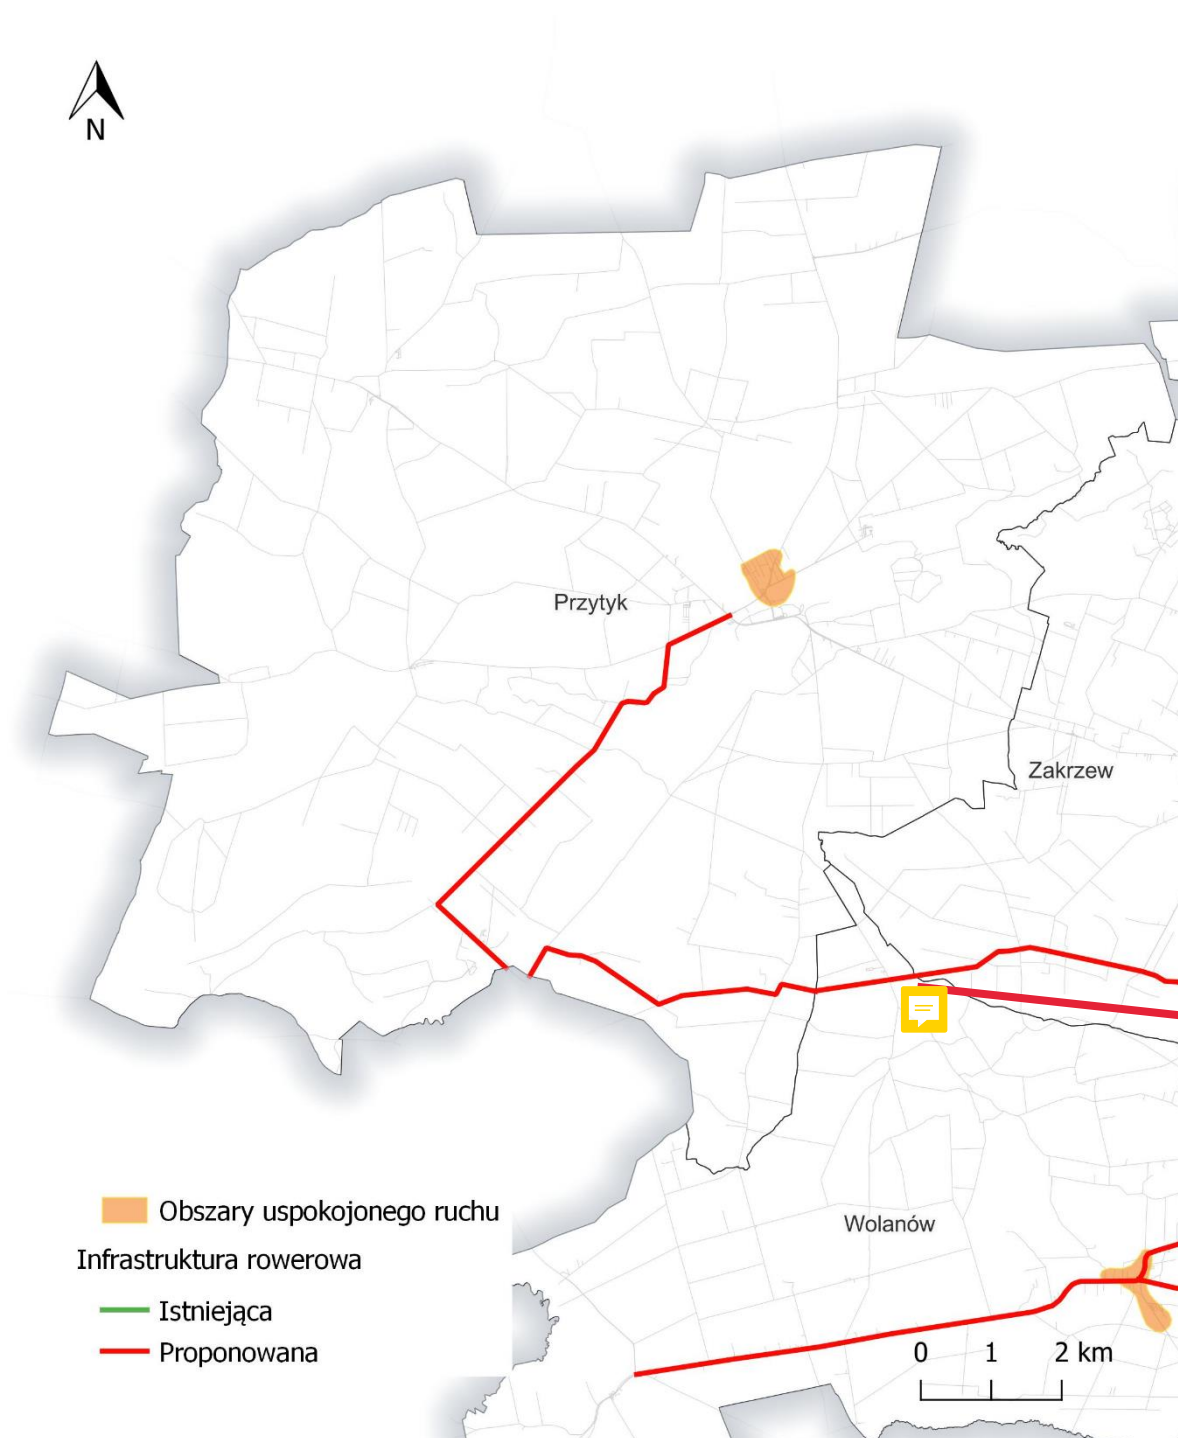 N
Przytyk
Zakrzew
Wolanów
Obszary uspokojonego ruchu
Infrastruktura rowerowa
Istniejąca
Proponowana
0 1 2 km